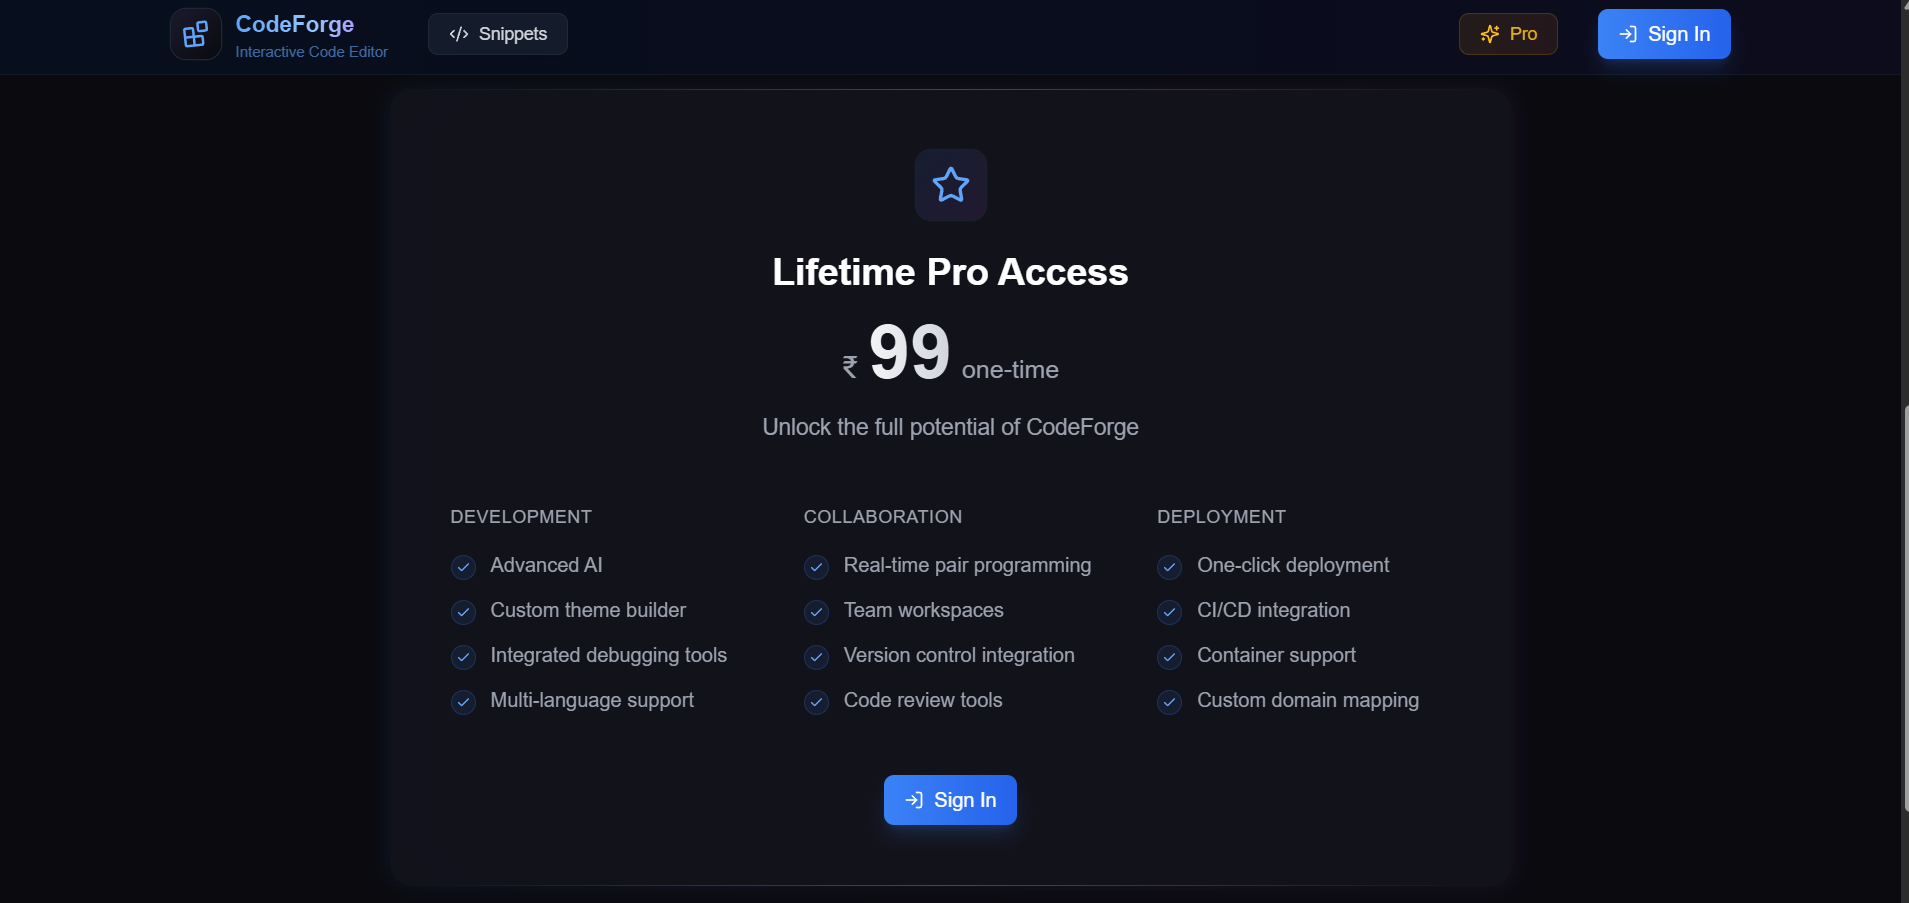 CodeForge
Interactive Code Editor
Snippets
Pro
Sign In
Lifetime Pro Access
₹ 99 one-time
Unlock the full potential of CodeForge
DEVELOPMENT
Advanced AI
Custom theme builder
Integrated debugging tools
Multi-language support
COLLABORATION
Real-time pair programming
Team workspaces
Version control integration
Code review tools
DEPLOYMENT
One-click deployment
CI/CD integration
Container support
Custom domain mapping
Sign In